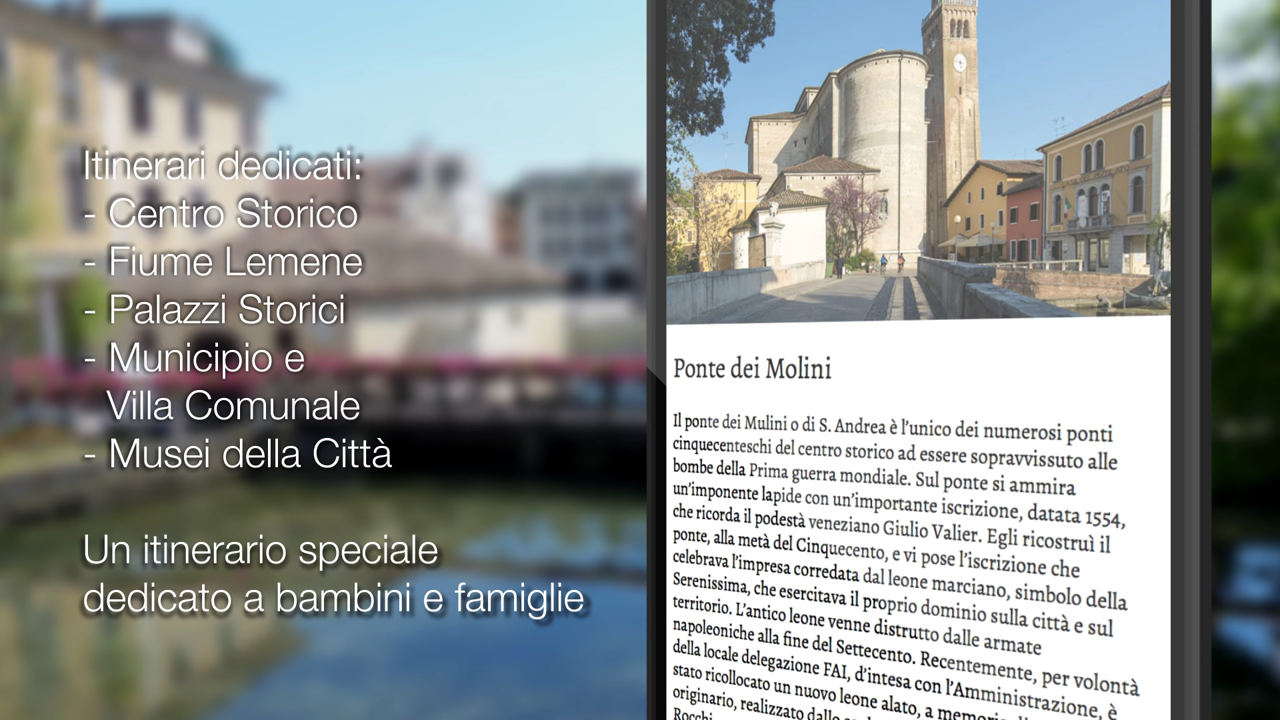 Itinerari dedicati:
- Centro Storico
- Fiume Lemene
- Palazzi Storici
- Municipio e
Villa Comunale
- Musei della Città
Un itinerario speciale
dedicato a bambini e famiglie
Ponte dei Molini
Il ponte dei Mulini o di S. Andrea è l'unico dei numerosi ponti
cinquecenteschi del centro storico ad essere sopravvissuto alle
bombe della Prima guerra mondiale. Sul ponte si ammira
un'imponente lapide con un'importante iscrizione, datata 1554,
che ricorda il podestà veneziano Giulio Valier. Egli ricostruì il
ponte, alla metà del Cinquecento, e vi pose l'iscrizione che
celebrava l'impresa corredata dal leone marciano, simbolo della
Serenissima, che esercitava il proprio dominio sulla città e sul
territorio. L'antico leone venne distrutto dalle armate
napoleoniche alla fine del Settecento. Recentemente, per volontà
della locale delegazione FAI, d'intesa con l'Amministrazione, è
stato ricollocato un nuovo leone alato, a
originario, realizzato dallo